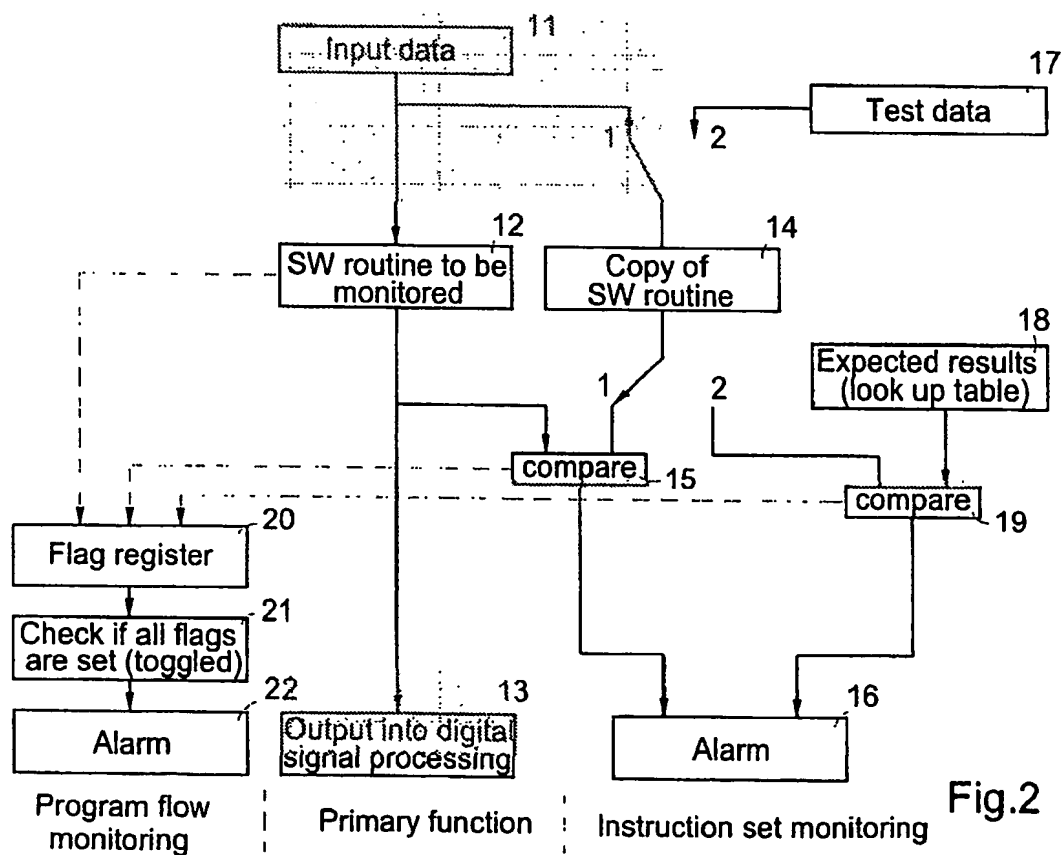 11
Input data
17
Test data
1
2
12
SW routine to be
monitored
14
Copy of
SW routine
18
Expected results
(look up table)
1
2
compare
15
compare
19
20
Flag register
21
Check if all flags
are set (toggled)
22
Alarm
13
Output into digital
signal processing
16
Alarm
Fig.2
Program flow
monitoring
Primary function
Instruction set monitoring